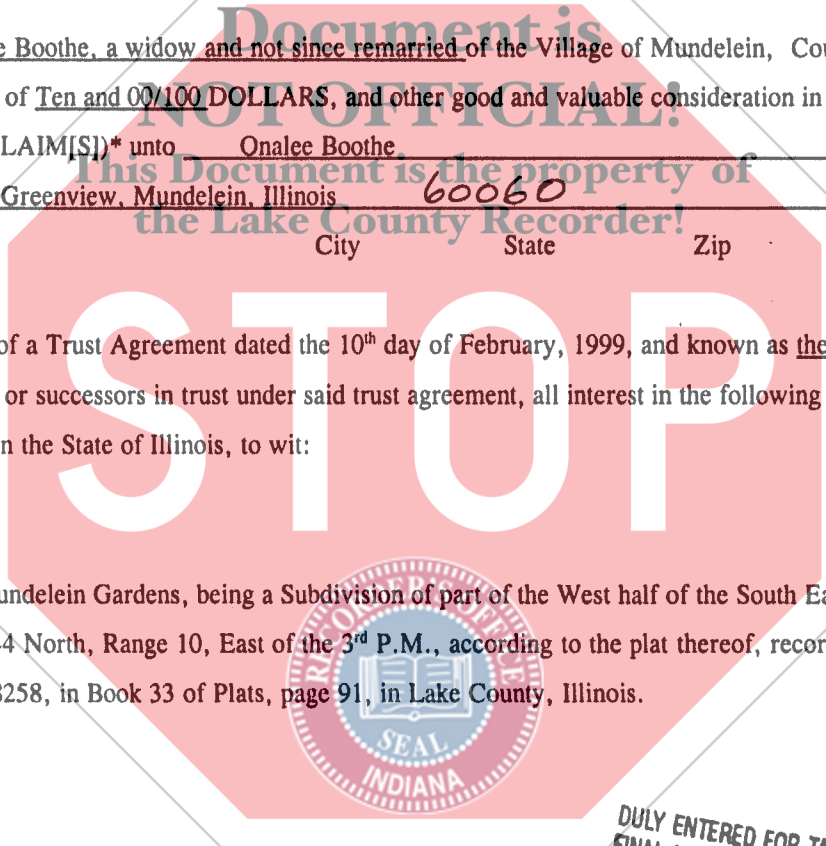 Document is
e Boothe, a widow and not since remarried of the Village of Mundelein, Cou
NOT OFFICIAL!
of Ten and 00/100 DOLLARS, and other good and valuable consideration in
LAIM[S])* unto Onalee Boothe
This Document is the property of
Greenview, Mundelein, Illinois 60060
the Lake County Recorder!
City State Zip
STOP
of a Trust Agreement dated the 10th day of February, 1999, and known as the
or successors in trust under said trust agreement, all interest in the following
n the State of Illinois, to wit:
undelein Gardens, being a Subdivision of part of the West half of the South Ea
4 North, Range 10, East of the 3rd P.M., according to the plat thereof, recor
8258, in Book 33 of Plats, page 91, in Lake County, Illinois.
RECORDER'S OFFICE
SEAL
INDIANA
DULY ENTERED FOR TA